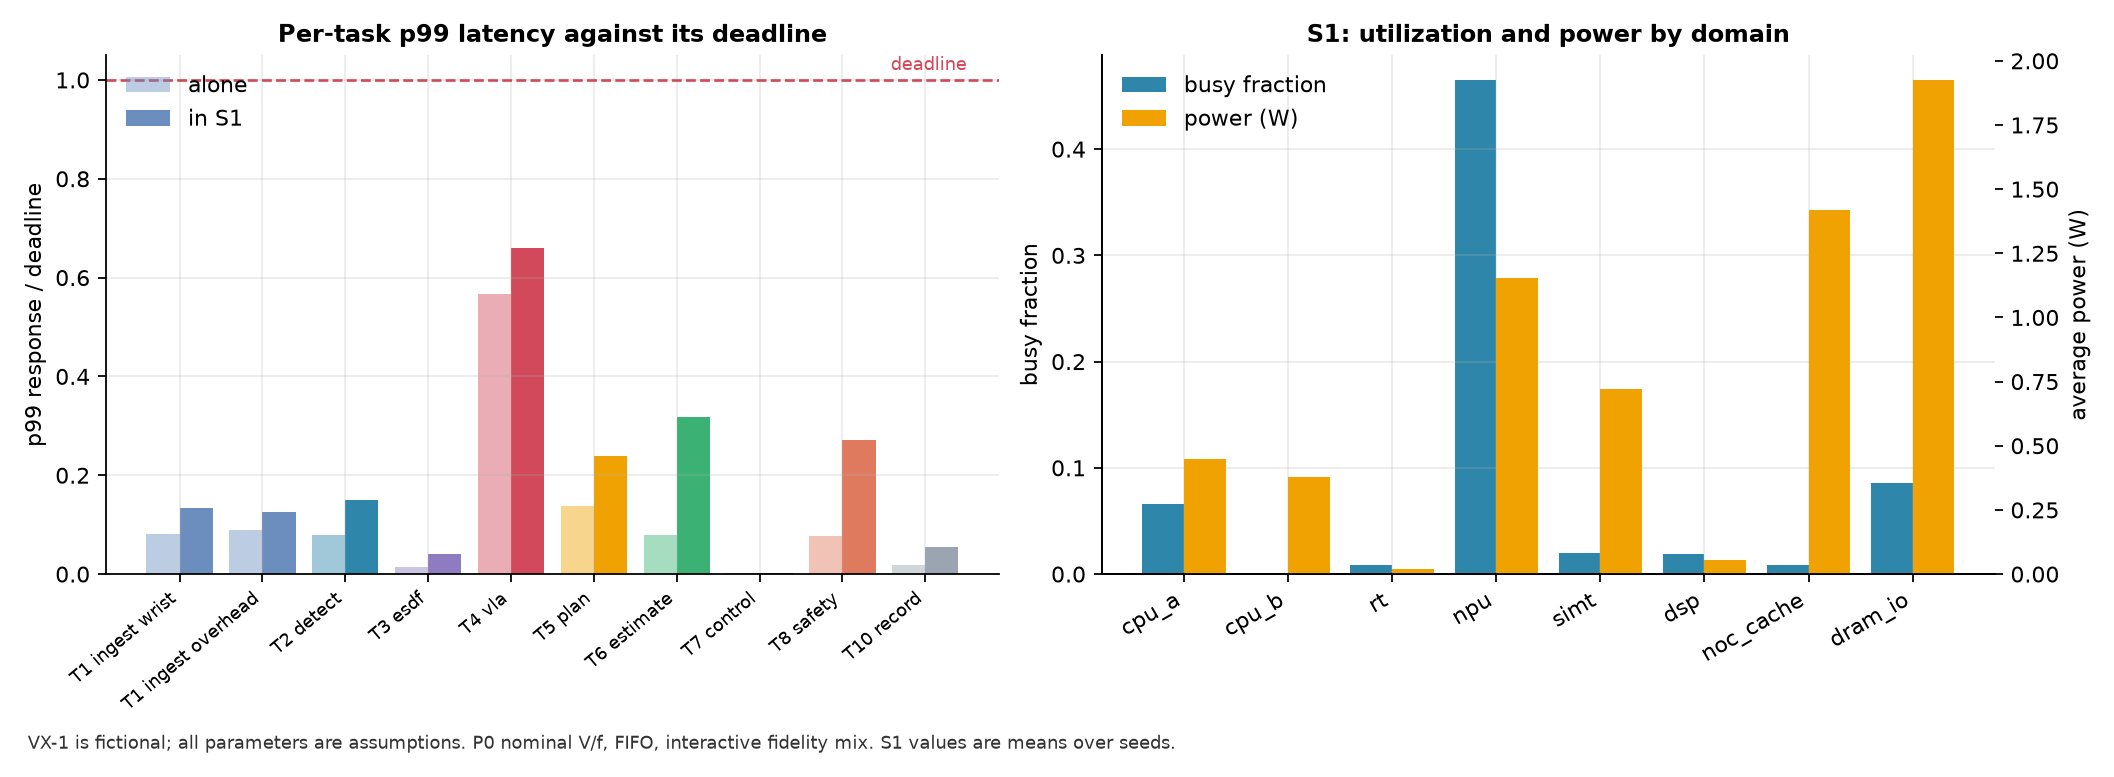 Per-task p99 latency against its deadline
deadline
alone
in S1
p99 response / deadline
1.0
0.8
0.6
0.4
0.2
0.0
T1 ingest wrist
T1 ingest overhead
T2 detect
T3 esdf
T4 vla
T5 plan
T6 estimate
T7 control
T8 safety
T10 record
S1: utilization and power by domain
busy fraction
power (W)
busy fraction
0.4
0.3
0.2
0.1
0.0
cpu_a
cpu_b
rt
npu
simt
dsp
noc_cache
dram_io
2.00
1.75
1.50
1.25
1.00
0.75
0.50
0.25
0.00
average power (W)
VX-1 is fictional; all parameters are assumptions. P0 nominal V/f, FIFO, interactive fidelity mix. S1 values are means over seeds.